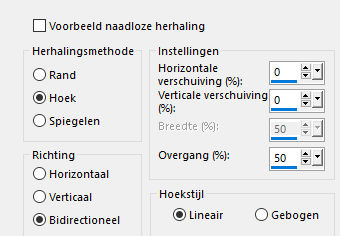 Voorbeeld naadloze herhaling
Herhalingsmethode
Rand
Hoek
Spiegelen
Richting
Horizontaal
Verticaal
Bidirectioneel
Instellingen
Horizontale
verschuiving (%):
0
Verticale verschuiving
(%):
0
Breedte (%):
50
Overgang (%):
50
Hoekstijl
Lineair
Gebogen